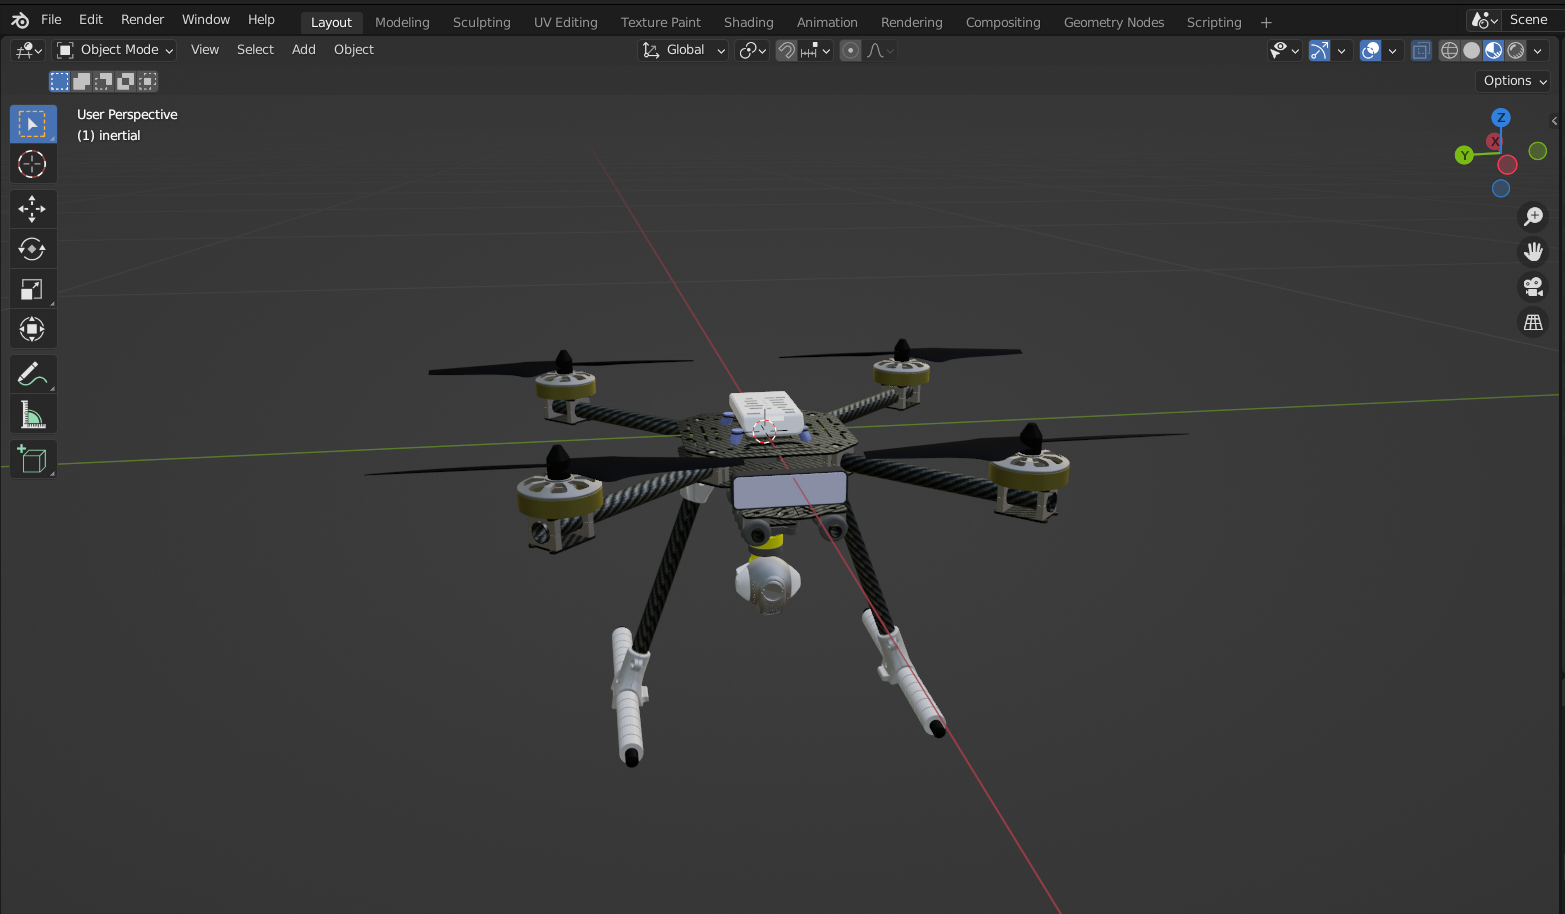 File Edit Render Window Help Layout Modeling Sculpting UV Editing Texture Paint Shading Animation Rendering Compositing Geometry Nodes Scripting + Scene
Object Mode View Select Add Object Global
Options
User Perspective
(1) inertial
Z
X
Y